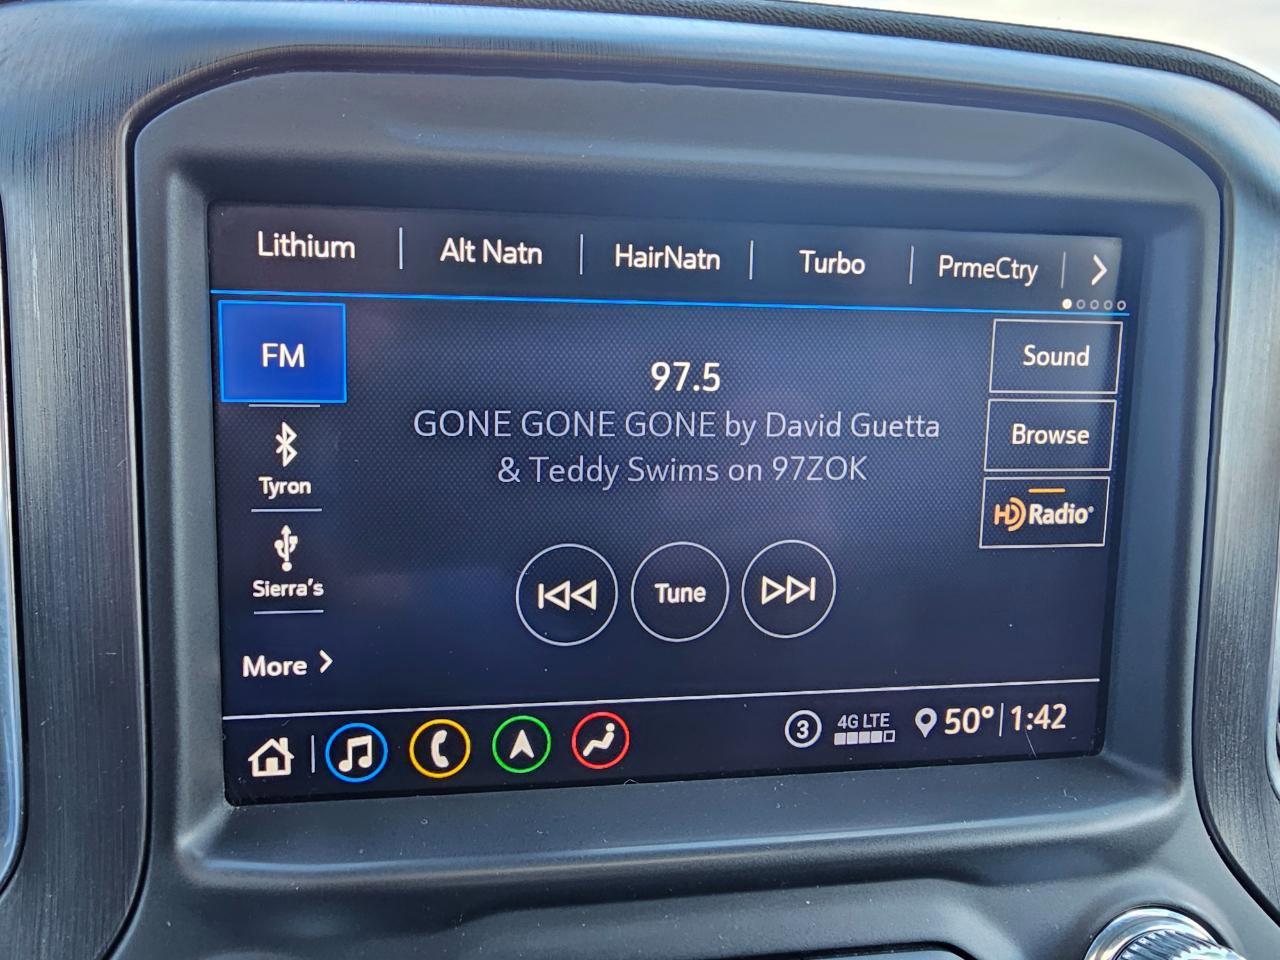 Lithium
Alt Natn
HairNatn
Turbo
PrmeCtry
FM
97.5
Sound
GONE GONE GONE by David Guetta
& Teddy Swims on 97ZOK
Browse
Tyron
HD Radio®
Sierra's
Tune
More
3
4G LTE
50°
1:42